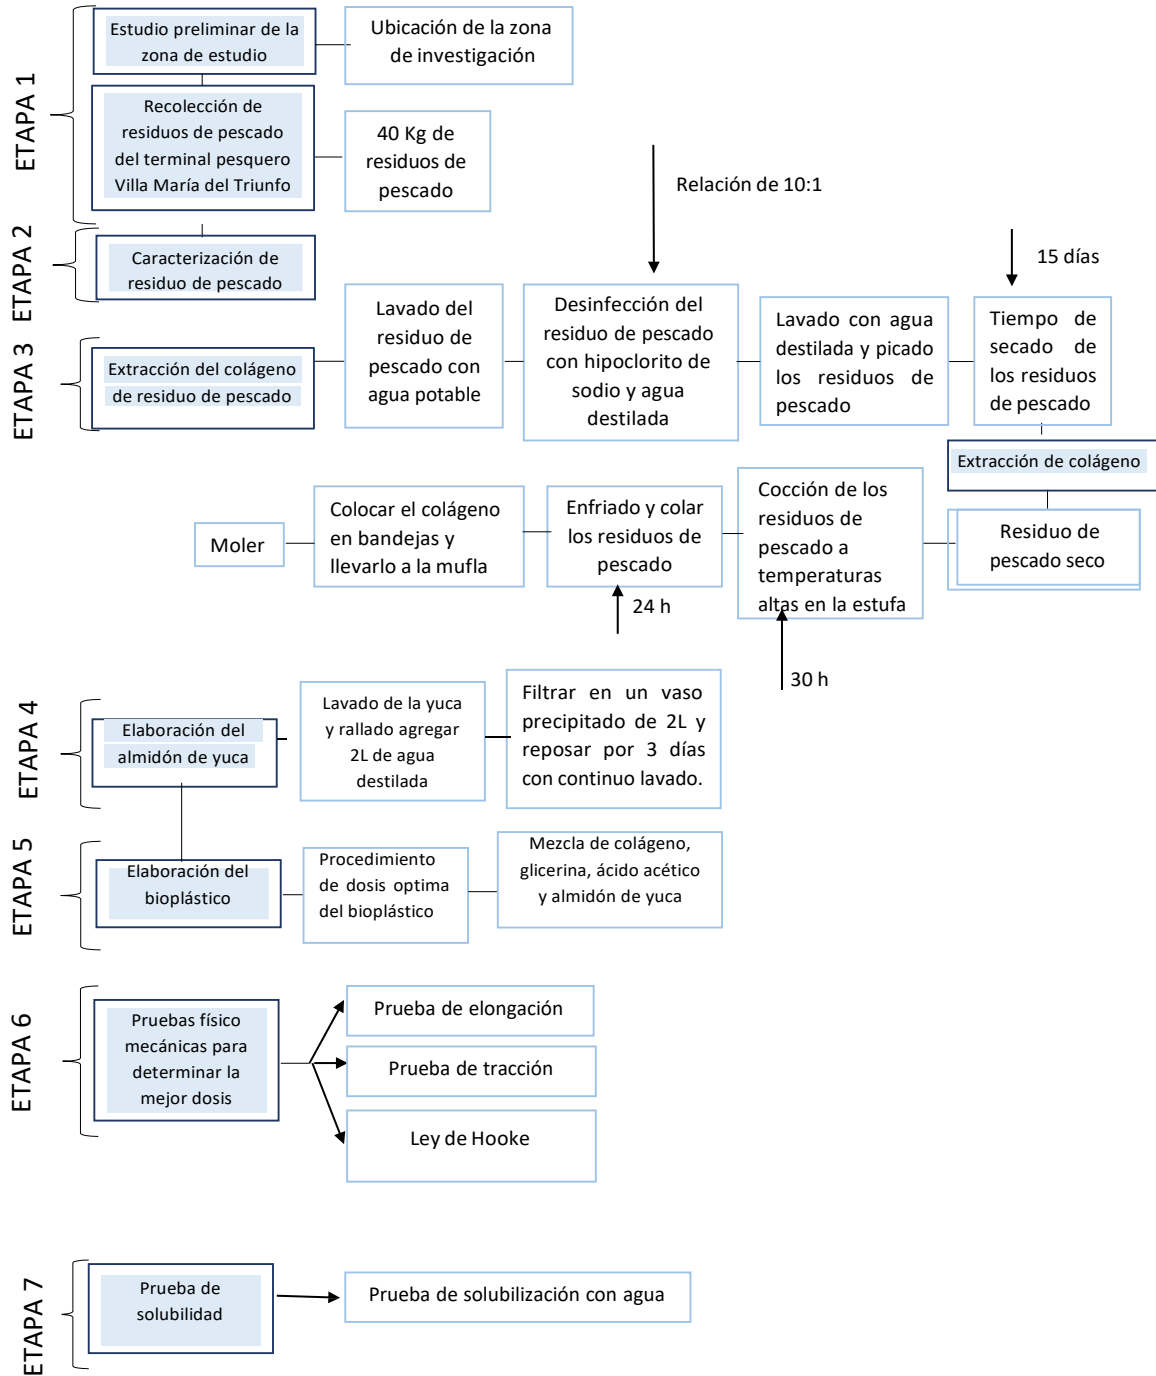 ETAPA 1
Estudio preliminar de la
zona de estudio
Ubicación de la zona
de investigación
Recolección de
residuos de pescado
del terminal pesquero
Villa María del Triunfo
40 Kg de
residuos de
pescado
ETAPA 2
Caracterización de
residuo de pescado
ETAPA 3
Extracción del colágeno
de residuo de pescado
Lavado del
residuo de
pescado con
agua potable
Relación de 10:1
Desinfección del
residuo de pescado
con hipoclorito de
sodio y agua
destilada
Lavado con agua
destilada y picado
los residuos de
pescado
15 días
Tiempo de
secado de
los residuos
de pescado
Extracción de colágeno
Residuo de
pescado seco
Cocción de los
residuos de
pescado a
temperaturas
altas en la estufa
30 h
Enfriado y colar
los residuos de
pescado
24 h
Colocar el colágeno
en bandejas y
llevarlo a la mufla
Moler
ETAPA 4
Elaboración del
almidón de yuca
Lavado de la yuca
y rallado agregar
2L de agua
destilada
Filtrar en un vaso
precipitado de 2L y
reposar por 3 días
con continuo lavado.
ETAPA 5
Elaboración del
bioplástico
Procedimiento
de dosis optima
del bioplástico
Mezcla de colágeno,
glicerina, ácido acético
y almidón de yuca
ETAPA 6
Pruebas físico
mecánicas para
determinar la
mejor dosis
Prueba de elongación
Prueba de tracción
Ley de Hooke
ETAPA 7
Prueba de
solubilidad
Prueba de solubilización con agua